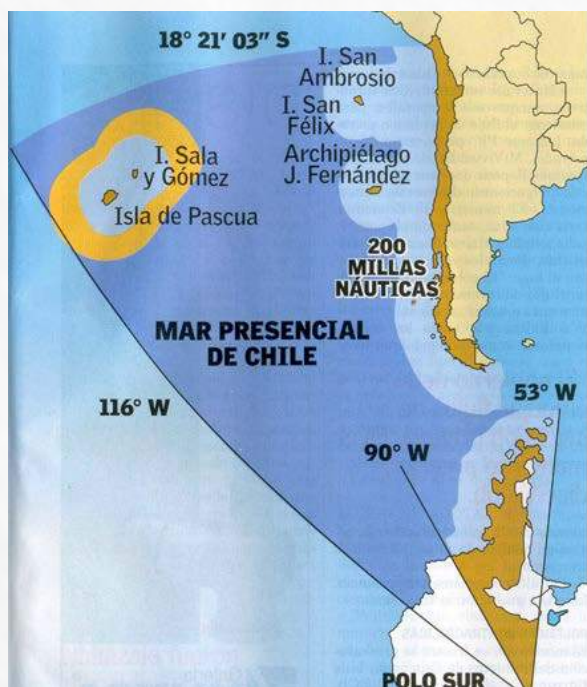 18° 21' 03" S
I. San
Ambrosio
I. San
Félix
I. Sala
y Gómez
Archipiélago
J. Fernández
Isla de Pascua
200
MILLAS
NÁUTICAS
MAR PRESENCIAL
DE CHILE
116° W
53° W
90° W
POLO SUR